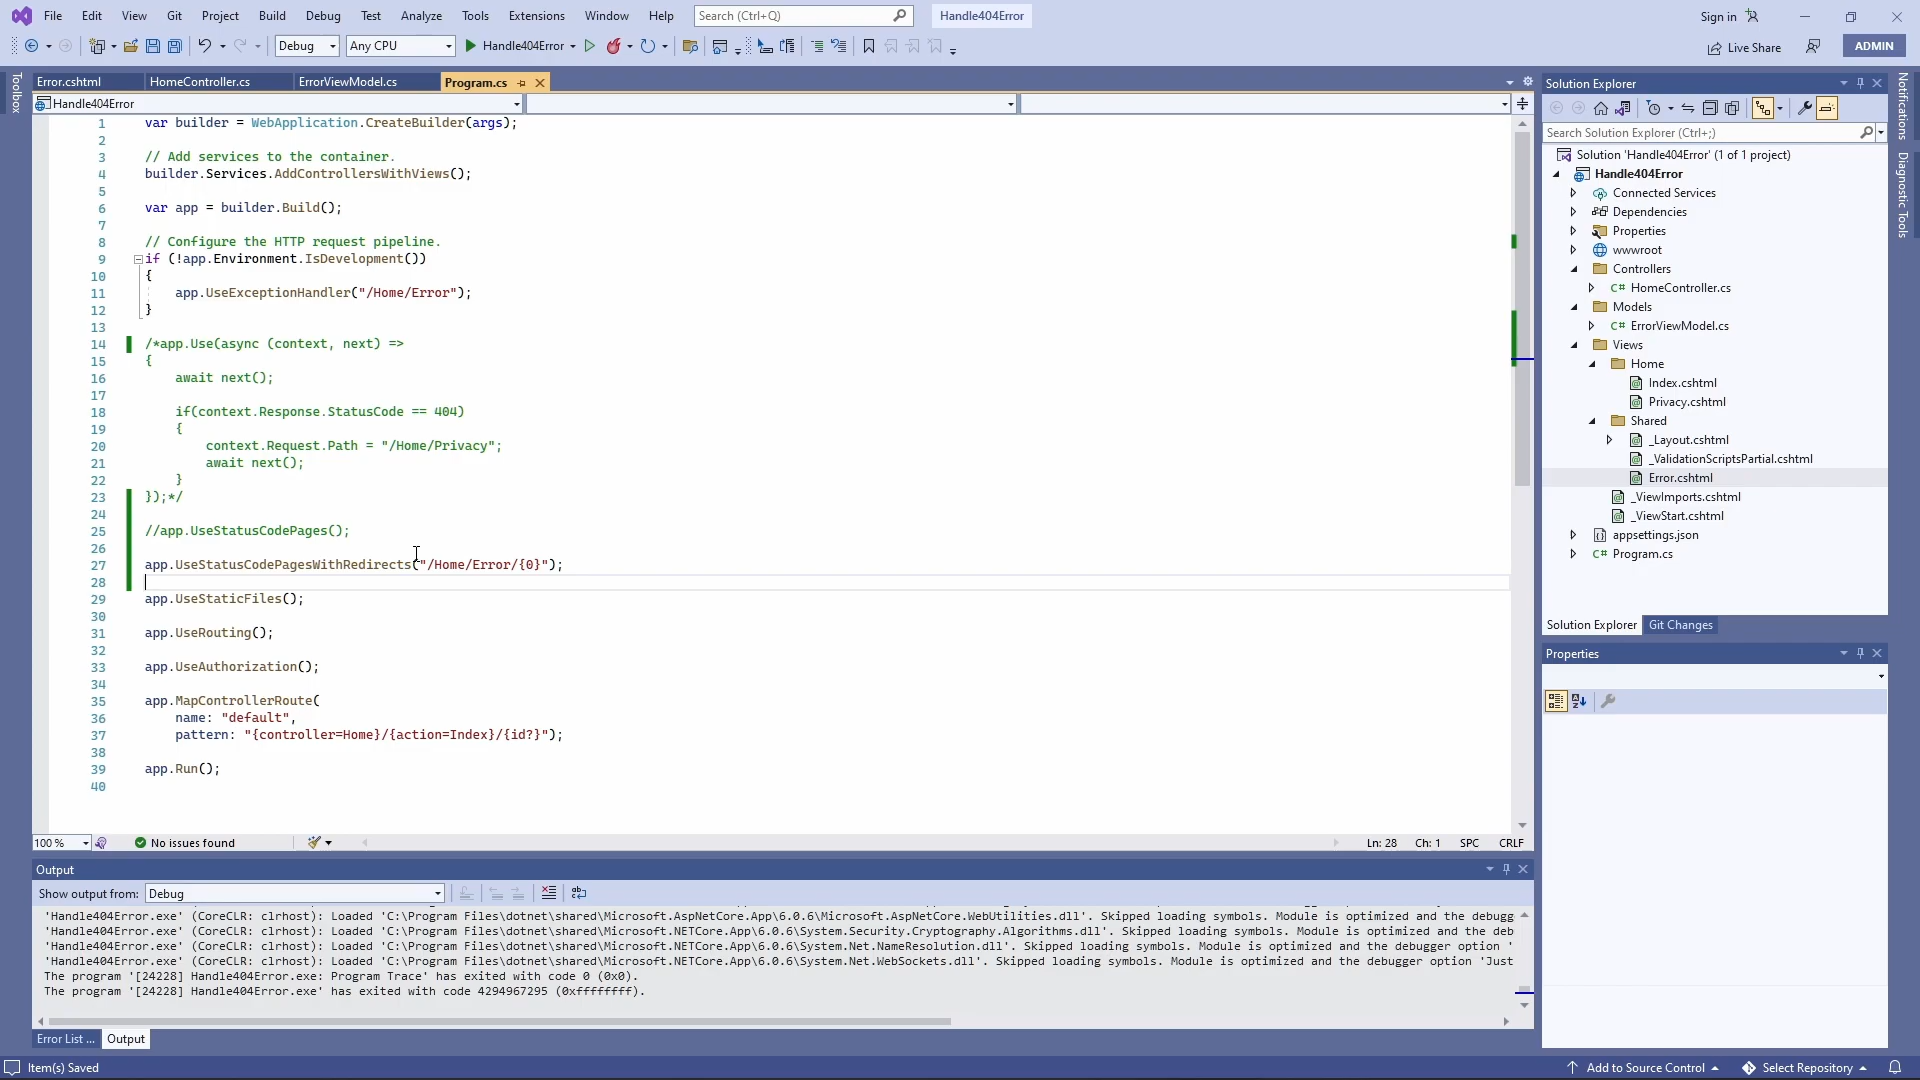 File Edit View Git Project Build Debug Test Analyze Tools Extensions Window Help Search (Ctrl+Q) Handle404Error Sign in
Debug Any CPU Handle404Error Live Share ADMIN
Toolbox
Error.cshtml HomeController.cs ErrorViewModel.cs Program.cs
Handle404Error
1 var builder = WebApplication.CreateBuilder(args);
2
3 // Add services to the container.
4 builder.Services.AddControllersWithViews();
5
6 var app = builder.Build();
7
8 // Configure the HTTP request pipeline.
9 if (!app.Environment.IsDevelopment())
10 {
11 app.UseExceptionHandler("/Home/Error");
12 }
13
14 /*app.Use(async (context, next) =>
15 {
16 await next();
17
18 if(context.Response.StatusCode == 404)
19 {
20 context.Request.Path = "/Home/Privacy";
21 await next();
22 }
23 });*/
24
25 //app.UseStatusCodePages();
26
27 app.UseStatusCodePagesWithRedirects("/Home/Error/{0}");
28
29 app.UseStaticFiles();
30
31 app.UseRouting();
32
33 app.UseAuthorization();
34
35 app.MapControllerRoute(
36 name: "default",
37 pattern: "{controller=Home}/{action=Index}/{id?}");
38
39 app.Run();
40
100 % No issues found Ln: 28 Ch: 1 SPC CRLF
Output
Show output from: Debug
'Handle404Error.exe' (CoreCLR: clrhost): Loaded 'C:\Program Files\dotnet\shared\Microsoft.AspNetCore.App\6.0.6\Microsoft.AspNetCore.WebUtilities.dll'. Skipped loading symbols. Module is optimized and the debugg
'Handle404Error.exe' (CoreCLR: clrhost): Loaded 'C:\Program Files\dotnet\shared\Microsoft.NETCore.App\6.0.6\System.Security.Cryptography.Algorithms.dll'. Skipped loading symbols. Module is optimized and the deb
'Handle404Error.exe' (CoreCLR: clrhost): Loaded 'C:\Program Files\dotnet\shared\Microsoft.NETCore.App\6.0.6\System.Net.NameResolution.dll'. Skipped loading symbols. Module is optimized and the debugger option '
'Handle404Error.exe' (CoreCLR: clrhost): Loaded 'C:\Program Files\dotnet\shared\Microsoft.NETCore.App\6.0.6\System.Net.WebSockets.dll'. Skipped loading symbols. Module is optimized and the debugger option 'Just
The program '[24228] Handle404Error.exe: Program Trace' has exited with code 0 (0x0).
The program '[24228] Handle404Error.exe' has exited with code 4294967295 (0xffffffff).
Error List ... Output
Solution Explorer
Search Solution Explorer (Ctrl+;)
Solution 'Handle404Error' (1 of 1 project)
Handle404Error
Connected Services
Dependencies
Properties
wwwroot
Controllers
C# HomeController.cs
Models
C# ErrorViewModel.cs
Views
Home
Index.cshtml
Privacy.cshtml
Shared
_Layout.cshtml
_ValidationScriptsPartial.cshtml
Error.cshtml
_ViewImports.cshtml
_ViewStart.cshtml
appsettings.json
C# Program.cs
Solution Explorer Git Changes
Properties
Notifications
Diagnostic Tools
Item(s) Saved Add to Source Control Select Repository